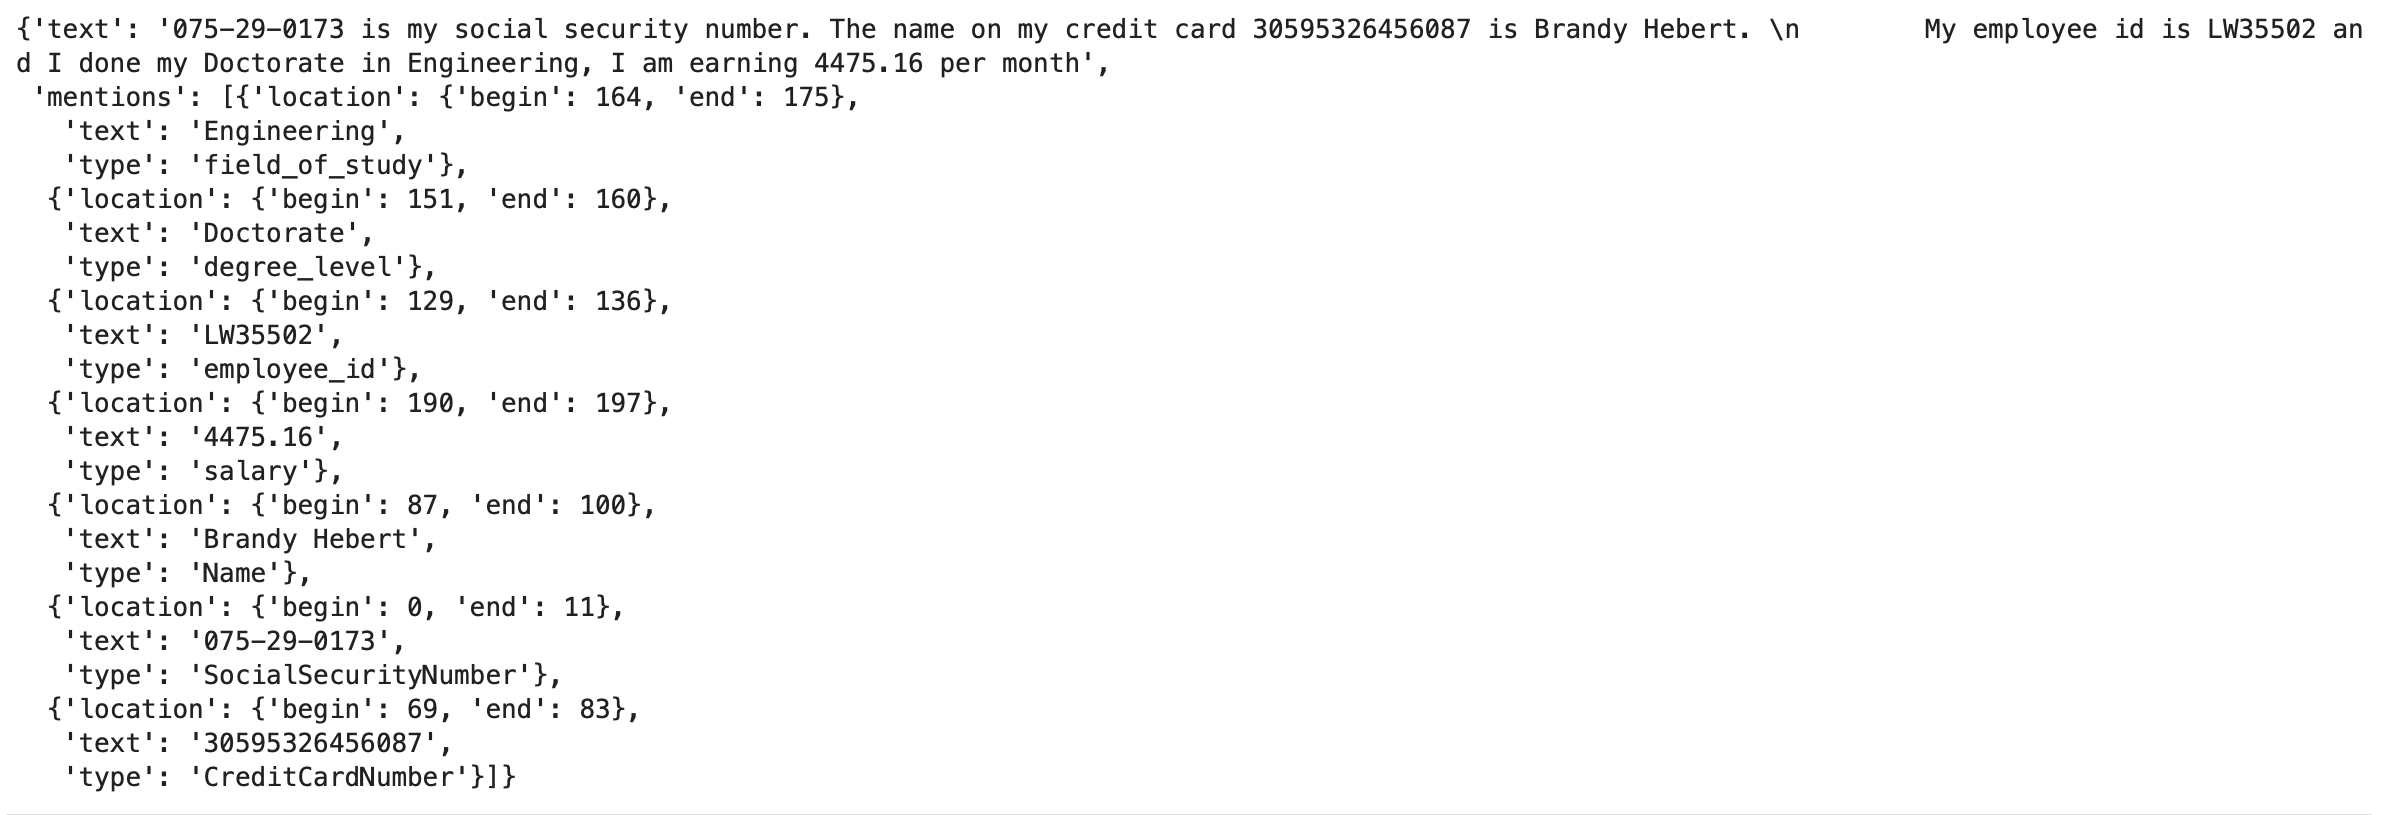 {'text': '075-29-0173 is my social security number. The name on my credit card 30595326456087 is Brandy Hebert. \n        My employee id is LW35502 an
d I done my Doctorate in Engineering, I am earning 4475.16 per month',
 'mentions': [{'location': {'begin': 164, 'end': 175},
   'text': 'Engineering',
   'type': 'field_of_study'},
  {'location': {'begin': 151, 'end': 160},
   'text': 'Doctorate',
   'type': 'degree_level'},
  {'location': {'begin': 129, 'end': 136},
   'text': 'LW35502',
   'type': 'employee_id'},
  {'location': {'begin': 190, 'end': 197},
   'text': '4475.16',
   'type': 'salary'},
  {'location': {'begin': 87, 'end': 100},
   'text': 'Brandy Hebert',
   'type': 'Name'},
  {'location': {'begin': 0, 'end': 11},
   'text': '075-29-0173',
   'type': 'SocialSecurityNumber'},
  {'location': {'begin': 69, 'end': 83},
   'text': '30595326456087',
   'type': 'CreditCardNumber'}]}